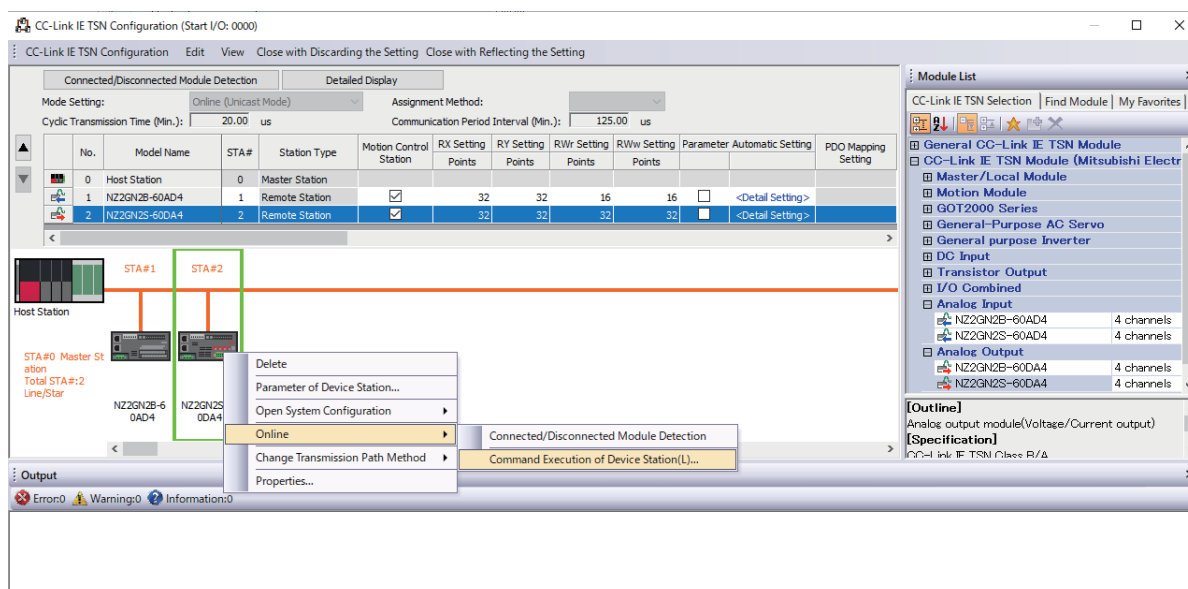 CC-Link IE TSN Configuration (Start I/O: 0000)
CC-Link IE TSN Configuration Edit View Close with Discarding the Setting Close with Reflecting the Setting
Connected/Disconnected Module Detection Detailed Display
Mode Setting: Online (Unicast Mode) Assignment Method:
Cyclic Transmission Time (Min.): 20.00 us Communication Period Interval (Min.): 125.00 us
No. Model Name STA# Station Type Motion Control Station RX Setting RY Setting RWr Setting RWw Setting Parameter Automatic Setting PDO Mapping Setting
Points Points Points Points
0 Host Station 0 Master Station
1 NZ2GN2B-60AD4 1 Remote Station 32 32 16 16 <Detail Setting>
2 NZ2GN2S-60DA4 2 Remote Station 32 32 32 32 <Detail Setting>
STA#1 STA#2
Host Station
STA#0 Master St
ation
Total STA#:2
Line/Star
NZ2GN2B-6
0AD4
NZ2GN2S
0DA4
Delete
Parameter of Device Station...
Open System Configuration
Online
Change Transmission Path Method
Properties...
Connected/Disconnected Module Detection
Command Execution of Device Station(L)...
Output
Error:0 Warning:0 Information:0
Module List
CC-Link IE TSN Selection Find Module My Favorites
General CC-Link IE TSN Module
CC-Link IE TSN Module (Mitsubishi Electr
Master/Local Module
Motion Module
GOT2000 Series
General-Purpose AC Servo
General purpose Inverter
DC Input
Transistor Output
I/O Combined
Analog Input
NZ2GN2B-60AD4 4 channels
NZ2GN2S-60AD4 4 channels
Analog Output
NZ2GN2B-60DA4 4 channels
NZ2GN2S-60DA4 4 channels
[Outline]
Analog output module(Voltage/Current output)
[Specification]
CC-Link IE TSN Class B/A